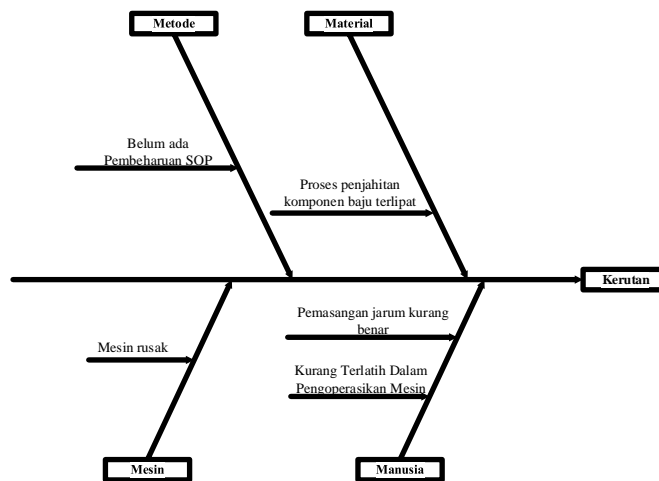 Metode
Material
Belum ada
Pembeharuan SOP
Proses penjahitan
komponen baju terlipat
Kerutan
Pemasangan jarum kurang
benar
Mesin rusak
Kurang Terlatih Dalam
Pengoperasikan Mesin
Mesin
Manusia